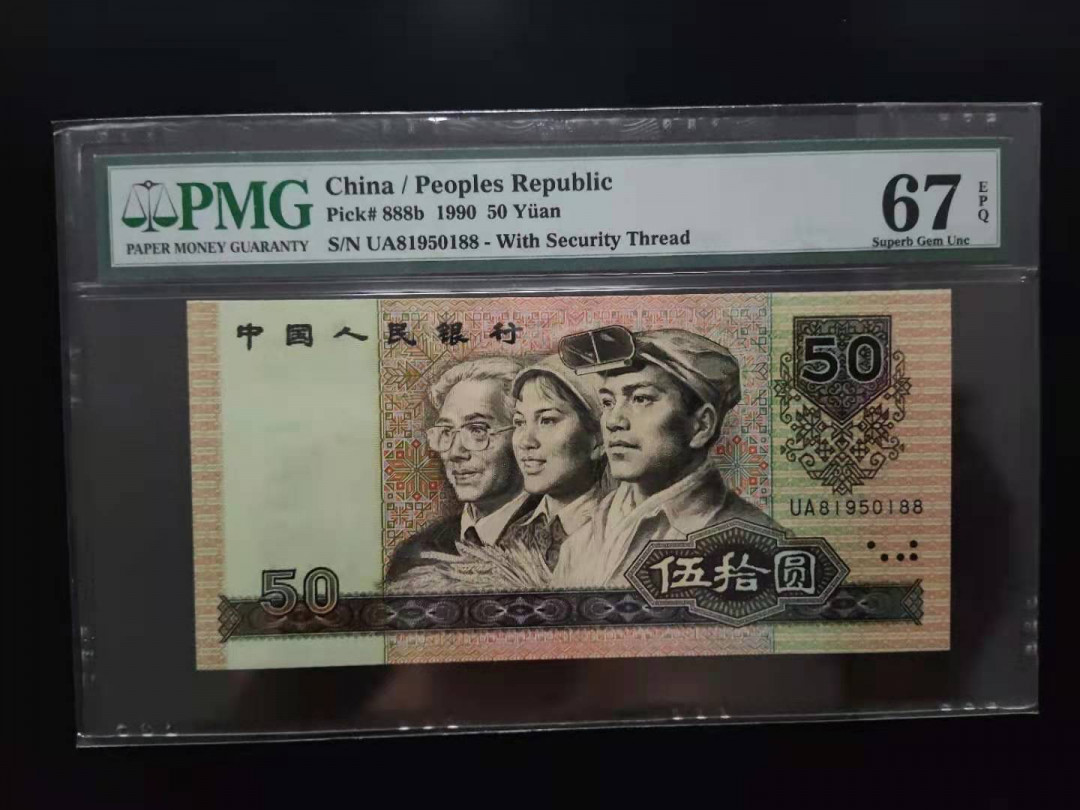 PMG
PAPER MONEY GUARANTY
China / Peoples Republic
Pick# 888b 1990 50 Yüan
S/N UA81950188 - With Security Thread
67
EPQ
Superb Gem Unc
中国人民银行
50
UA81950188
伍拾圆
50